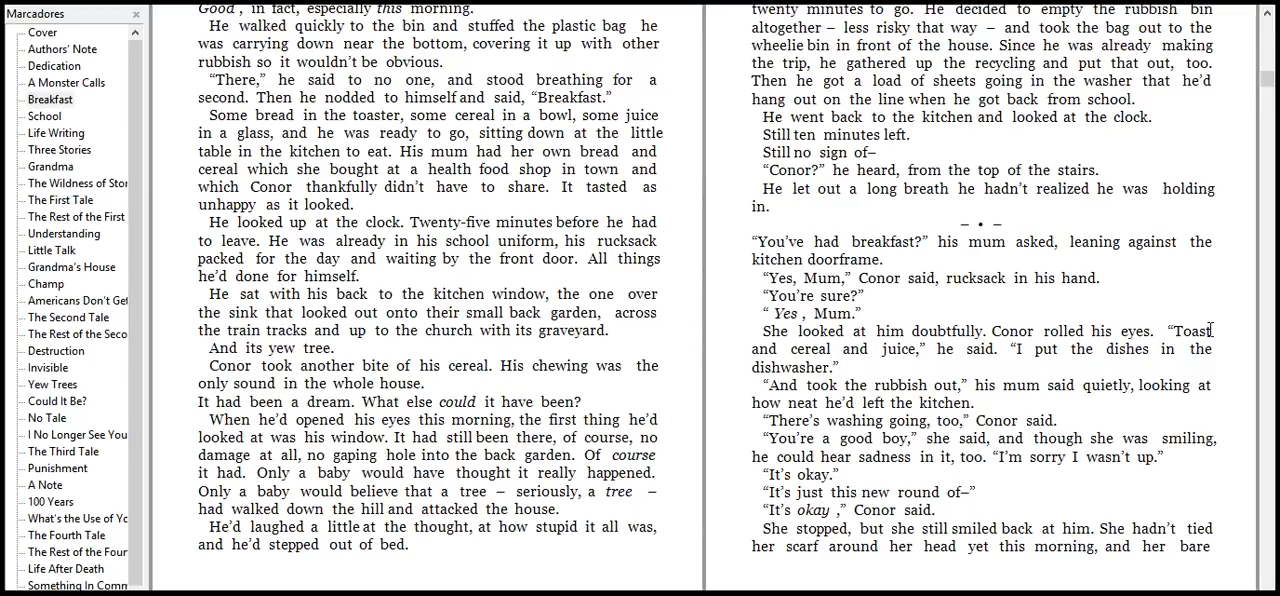 Marcadores
Cover
Authors' Note
Dedication
A Monster Calls
Breakfast
School
Life Writing
Three Stories
Grandma
The Wildness of Stor
The First Tale
The Rest of the First
Understanding
Little Talk
Grandma's House
Champ
Americans Don't Get
The Second Tale
The Rest of the Seco
Destruction
Invisible
Yew Trees
Could It Be?
No Tale
I No Longer See You
The Third Tale
Punishment
A Note
100 Years
What's the Use of Yo
The Fourth Tale
The Rest of the Four
Life After Death
Something In Comn
Good , in fact, especially this morning.
He walked quickly to the bin and stuffed the plastic bag he
was carrying down near the bottom, covering it up with other
rubbish so it wouldn't be obvious.
“There,” he said to no one, and stood breathing for a
second. Then he nodded to himself and said, “Breakfast.”
Some bread in the toaster, some cereal in a bowl, some juice
in a glass, and he was ready to go, sitting down at the little
table in the kitchen to eat. His mum had her own bread and
cereal which she bought at a health food shop in town and
which Conor thankfully didn't have to share. It tasted as
unhappy as it looked.
He looked up at the clock. Twenty-five minutes before he had
to leave. He was already in his school uniform, his rucksack
packed for the day and waiting by the front door. All things
he'd done for himself.
He sat with his back to the kitchen window, the one over
the sink that looked out onto their small back garden, across
the train tracks and up to the church with its graveyard.
And its yew tree.
Conor took another bite of his cereal. His chewing was the
only sound in the whole house.
It had been a dream. What else could it have been?
When he'd opened his eyes this morning, the first thing he'd
looked at was his window. It had still been there, of course, no
damage at all, no gaping hole into the back garden. Of course
it had. Only a baby would have thought it really happened.
Only a baby would believe that a tree – seriously, a tree –
had walked down the hill and attacked the house.
He'd laughed a little at the thought, at how stupid it all was,
and he'd stepped out of bed.
twenty minutes to go. He decided to empty the rubbish bin
altogether – less risky that way – and took the bag out to the
wheelie bin in front of the house. Since he was already making
the trip, he gathered up the recycling and put that out, too.
Then he got a load of sheets going in the washer that he'd
hang out on the line when he got back from school.
He went back to the kitchen and looked at the clock.
Still ten minutes left.
Still no sign of–
“Conor?” he heard, from the top of the stairs.
He let out a long breath he hadn't realized he was holding
in.
– • –
“You've had breakfast?” his mum asked, leaning against the
kitchen doorframe.
“Yes, Mum,” Conor said, rucksack in his hand.
“You're sure?”
“ Yes , Mum.”
She looked at him doubtfully. Conor rolled his eyes. “Toast
and cereal and juice,” he said. “I put the dishes in the
dishwasher.”
“And took the rubbish out,” his mum said quietly, looking at
how neat he'd left the kitchen.
“There's washing going, too,” Conor said.
“You're a good boy,” she said, and though she was smiling,
he could hear sadness in it, too. “I'm sorry I wasn't up.”
“It's okay.”
“It's just this new round of–”
“It's okay ,” Conor said.
She stopped, but she still smiled back at him. She hadn't tied
her scarf around her head yet this morning, and her bare